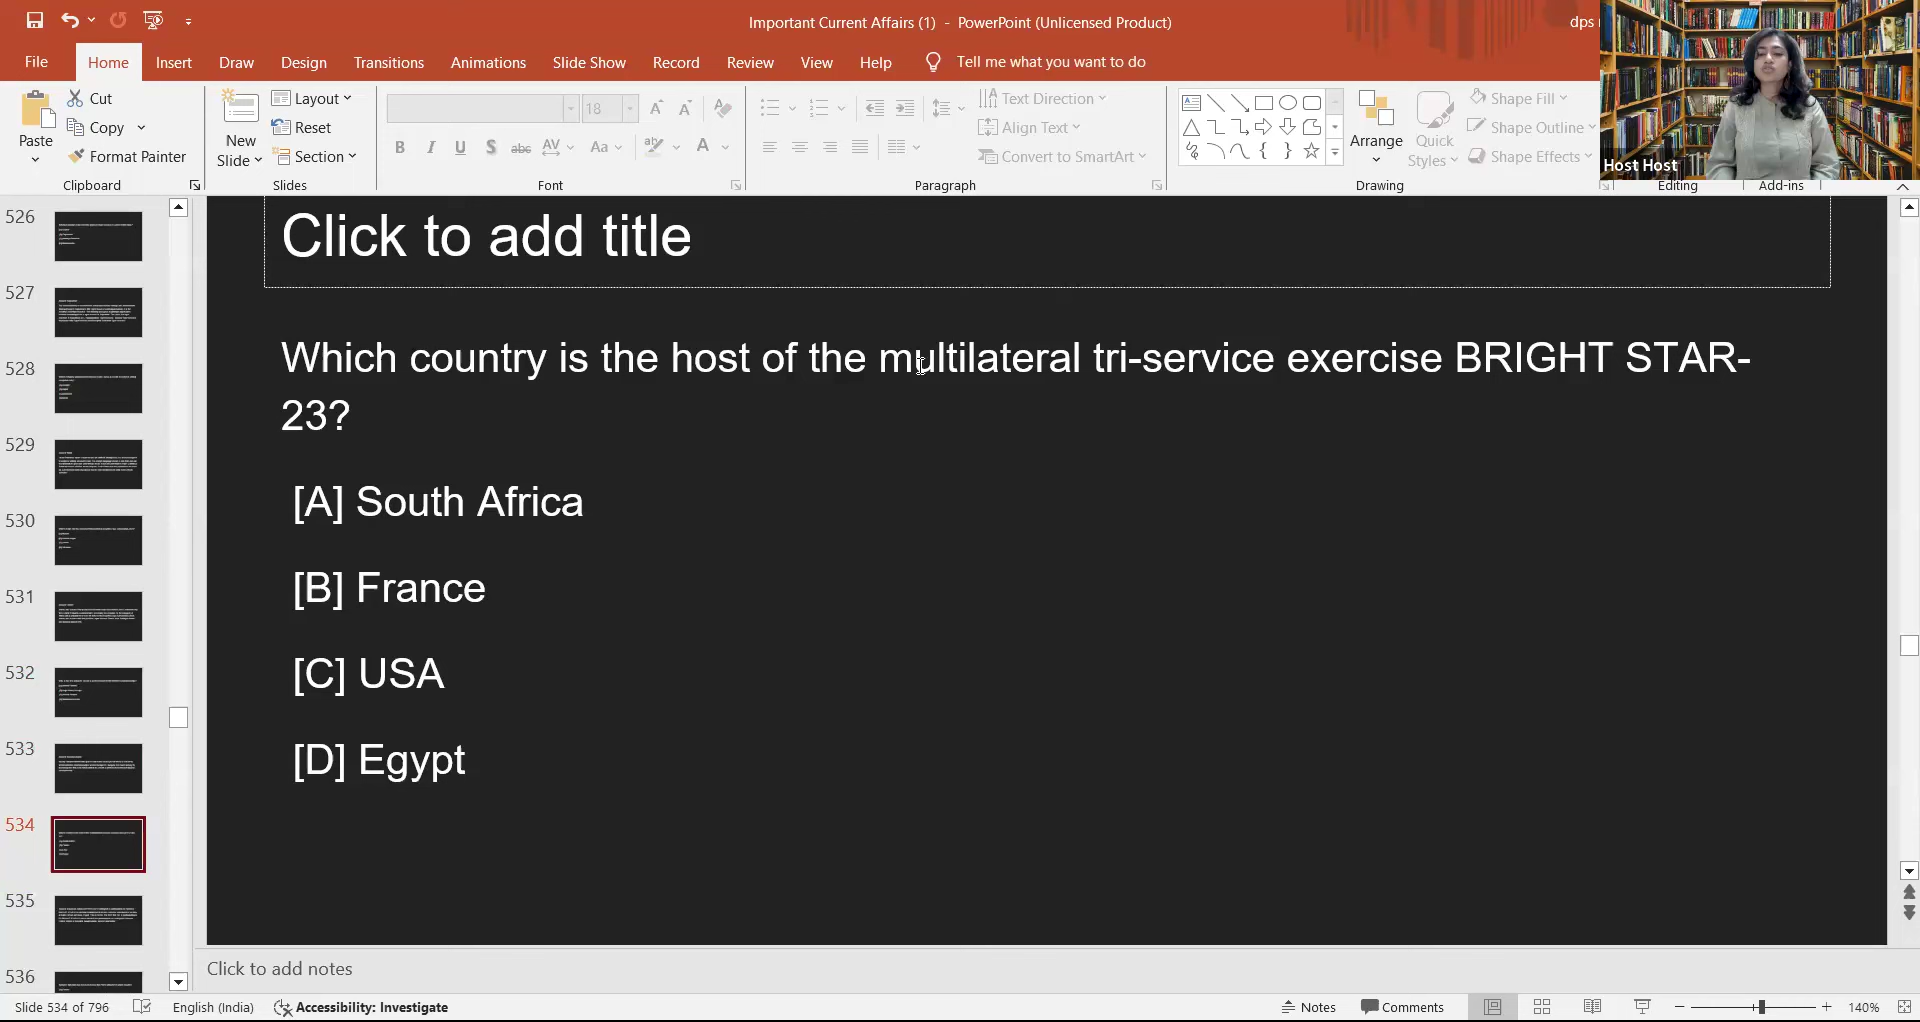 Important Current Affairs (1) - PowerPoint (Unlicensed Product)
dps
File
Home
Insert
Draw
Design
Transitions
Animations
Slide Show
Record
Review
View
Help
Tell me what you want to do
Paste
Cut
Copy
Format Painter
Clipboard
New
Slide
Layout
Reset
Section
Slides
18
B
I
U
S
abc
AV
Aa
A
Font
Text Direction
Align Text
Convert to SmartArt
Paragraph
Arrange
Quick
Styles
Shape Fill
Shape Outline
Shape Effects
Drawing
Editing
Add-ins
Host Host
526
527
528
529
530
531
532
533
534
535
536
Click to add title
Which country is the host of the multilateral tri-service exercise BRIGHT STAR-
23?
[A] South Africa
[B] France
[C] USA
[D] Egypt
Click to add notes
Slide 534 of 796
English (India)
Accessibility: Investigate
Notes
Comments
140%